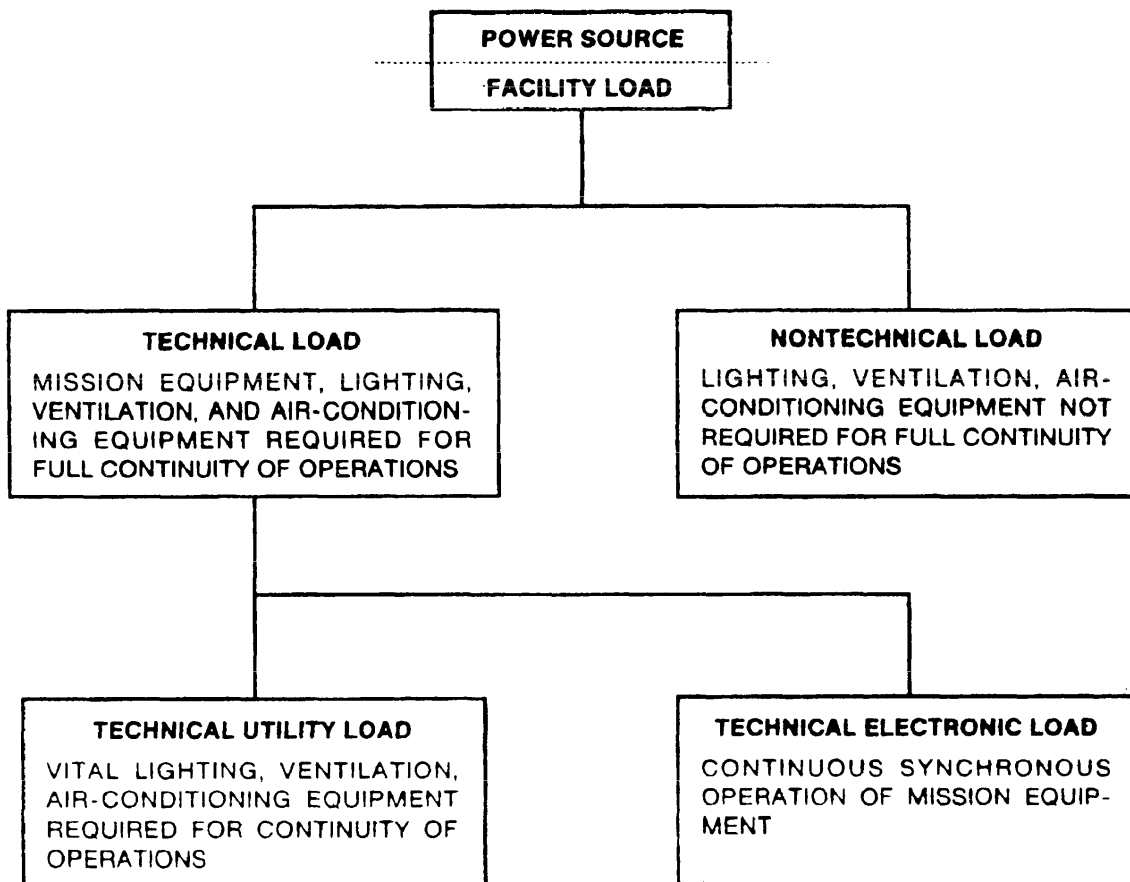 POWER SOURCE
FACILITY LOAD
TECHNICAL LOAD
MISSION EQUIPMENT, LIGHTING,
VENTILATION, AND AIR-CONDITION-
ING EQUIPMENT REQUIRED FOR
FULL CONTINUITY OF OPERATIONS
NONTECHNICAL LOAD
LIGHTING, VENTILATION, AIR-
CONDITIONING EQUIPMENT NOT
REQUIRED FOR FULL CONTINUITY
OF OPERATIONS
TECHNICAL UTILITY LOAD
VITAL LIGHTING, VENTILATION,
AIR-CONDITIONING EQUIPMENT
REQUIRED FOR CONTINUITY OF
OPERATIONS
TECHNICAL ELECTRONIC LOAD
CONTINUOUS SYNCHRONOUS
OPERATION OF MISSION EQUIP-
MENT